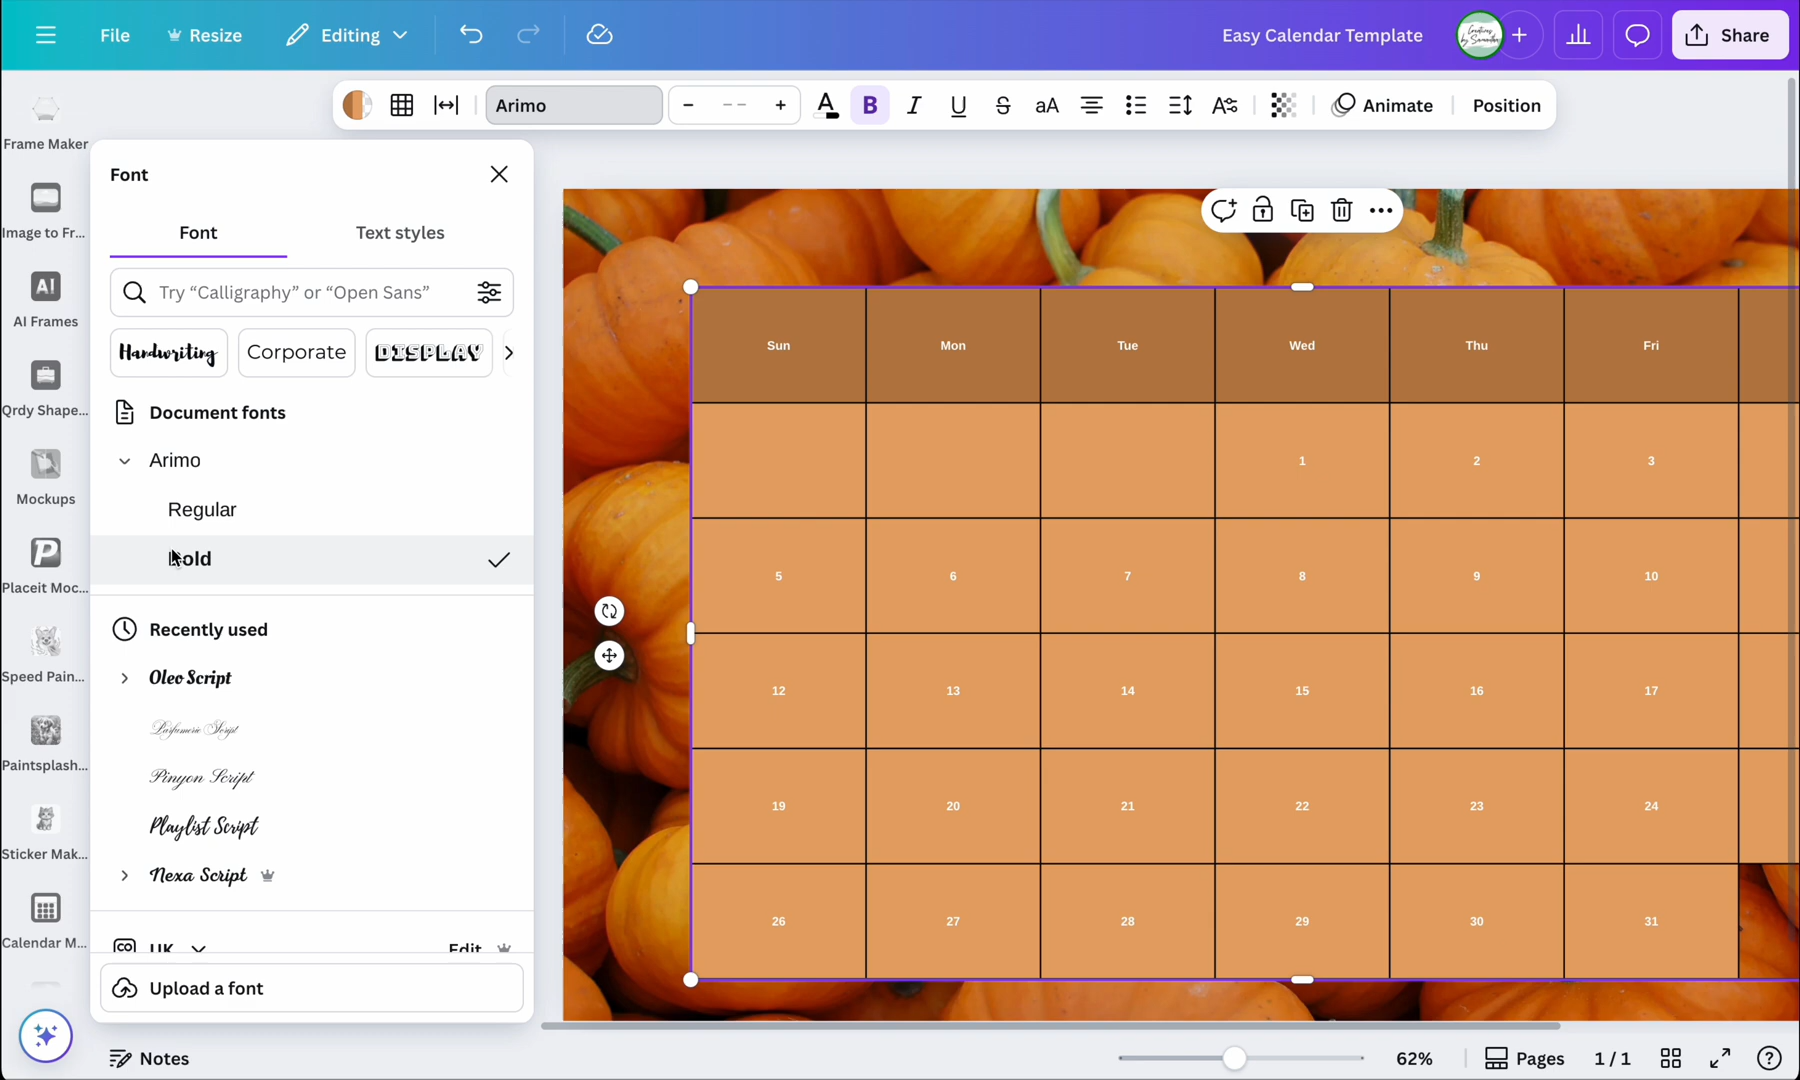 File
Resize
Editing
Easy Calendar Template
Share
Arimo
B
I
U
S
aA
Animate
Position
Frame Maker
Image to Fr...
AI Frames
Qrdy Shape...
Mockups
Placeit Moc...
Speed Pain...
Paintsplash...
Sticker Mak...
Calendar M...
Font
Font Text styles
Try “Calligraphy” or “Open Sans”
Handwriting Corporate DISPLAY
Document fonts
Arimo
Regular
Recently used
Oleo Script
Parfumerie Script
Pinyon Script
Playlist Script
Nexa Script
UK Edit
Upload a font
Sun Mon Tue Wed Thu Fri
1 2 3
5 6 7 8 9 10
12 13 14 15 16 17
19 20 21 22 23 24
26 27 28 29 30 31
Notes
62%
Pages
1 / 1